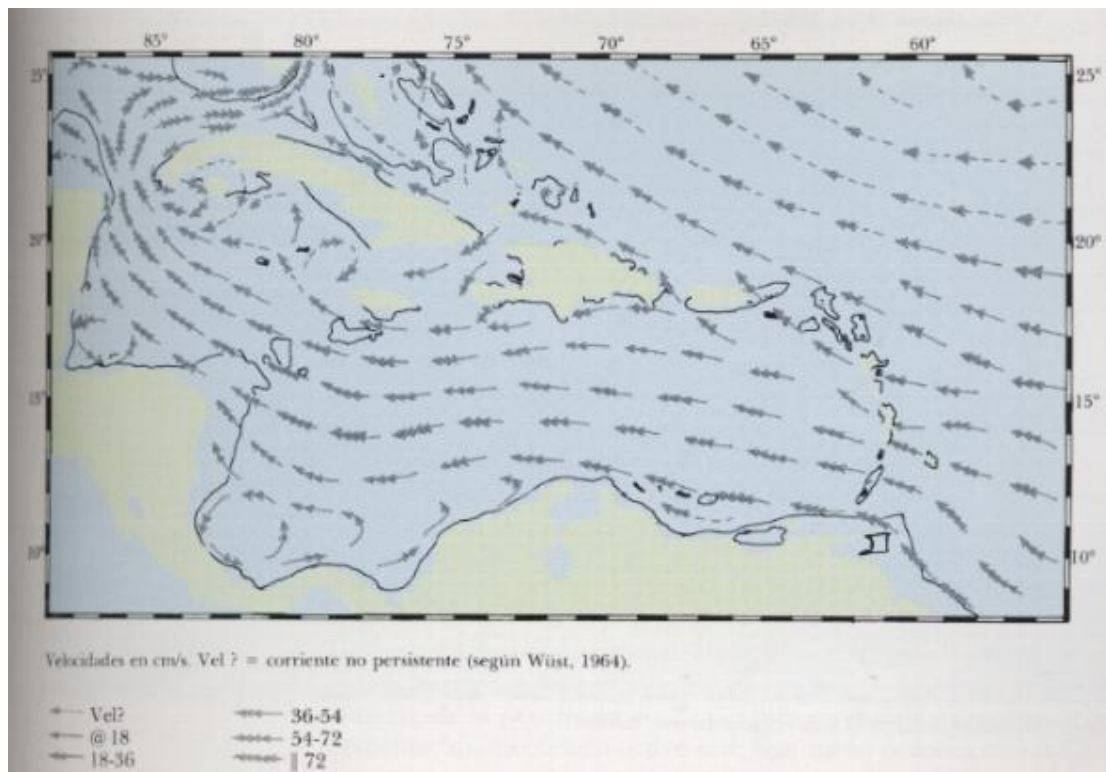 85° 80° 75° 70° 65° 60°
25° 25°
20° 20°
15° 15°
10° 10°
Velocidades en cm/s. Vel ? = corriente no persistente (según Wüst, 1964).
Vel? 36-54
@ 18 54-72
18-36 || 72